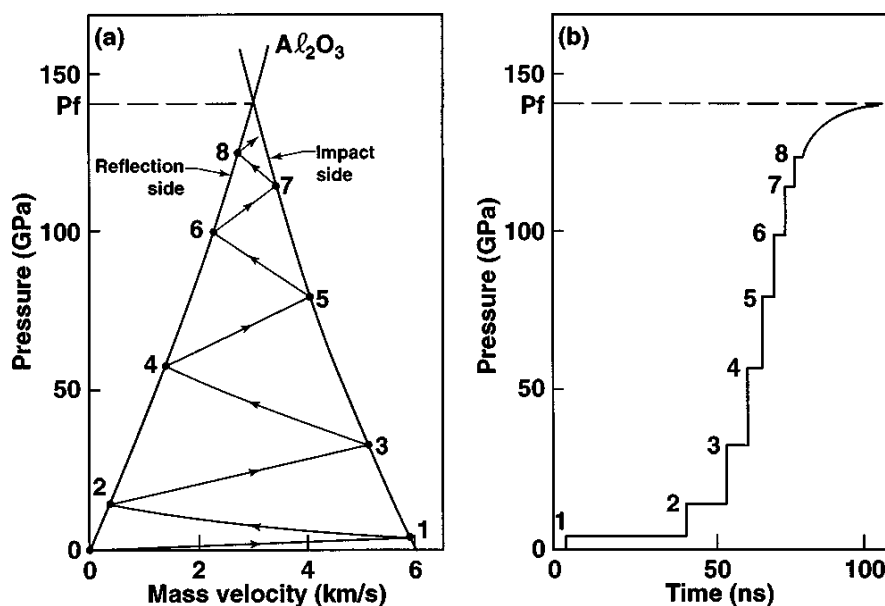 (a)
Aℓ₂O₃
150
Pf
8
Reflection side
Impact side
7
100
6
5
4
50
3
2
1
0
0 2 4 6
Pressure (GPa)
Mass velocity (km/s)
(b)
150
Pf
8
7
100
6
5
4
50
3
2
1
0
0 50 100
Pressure (GPa)
Time (ns)